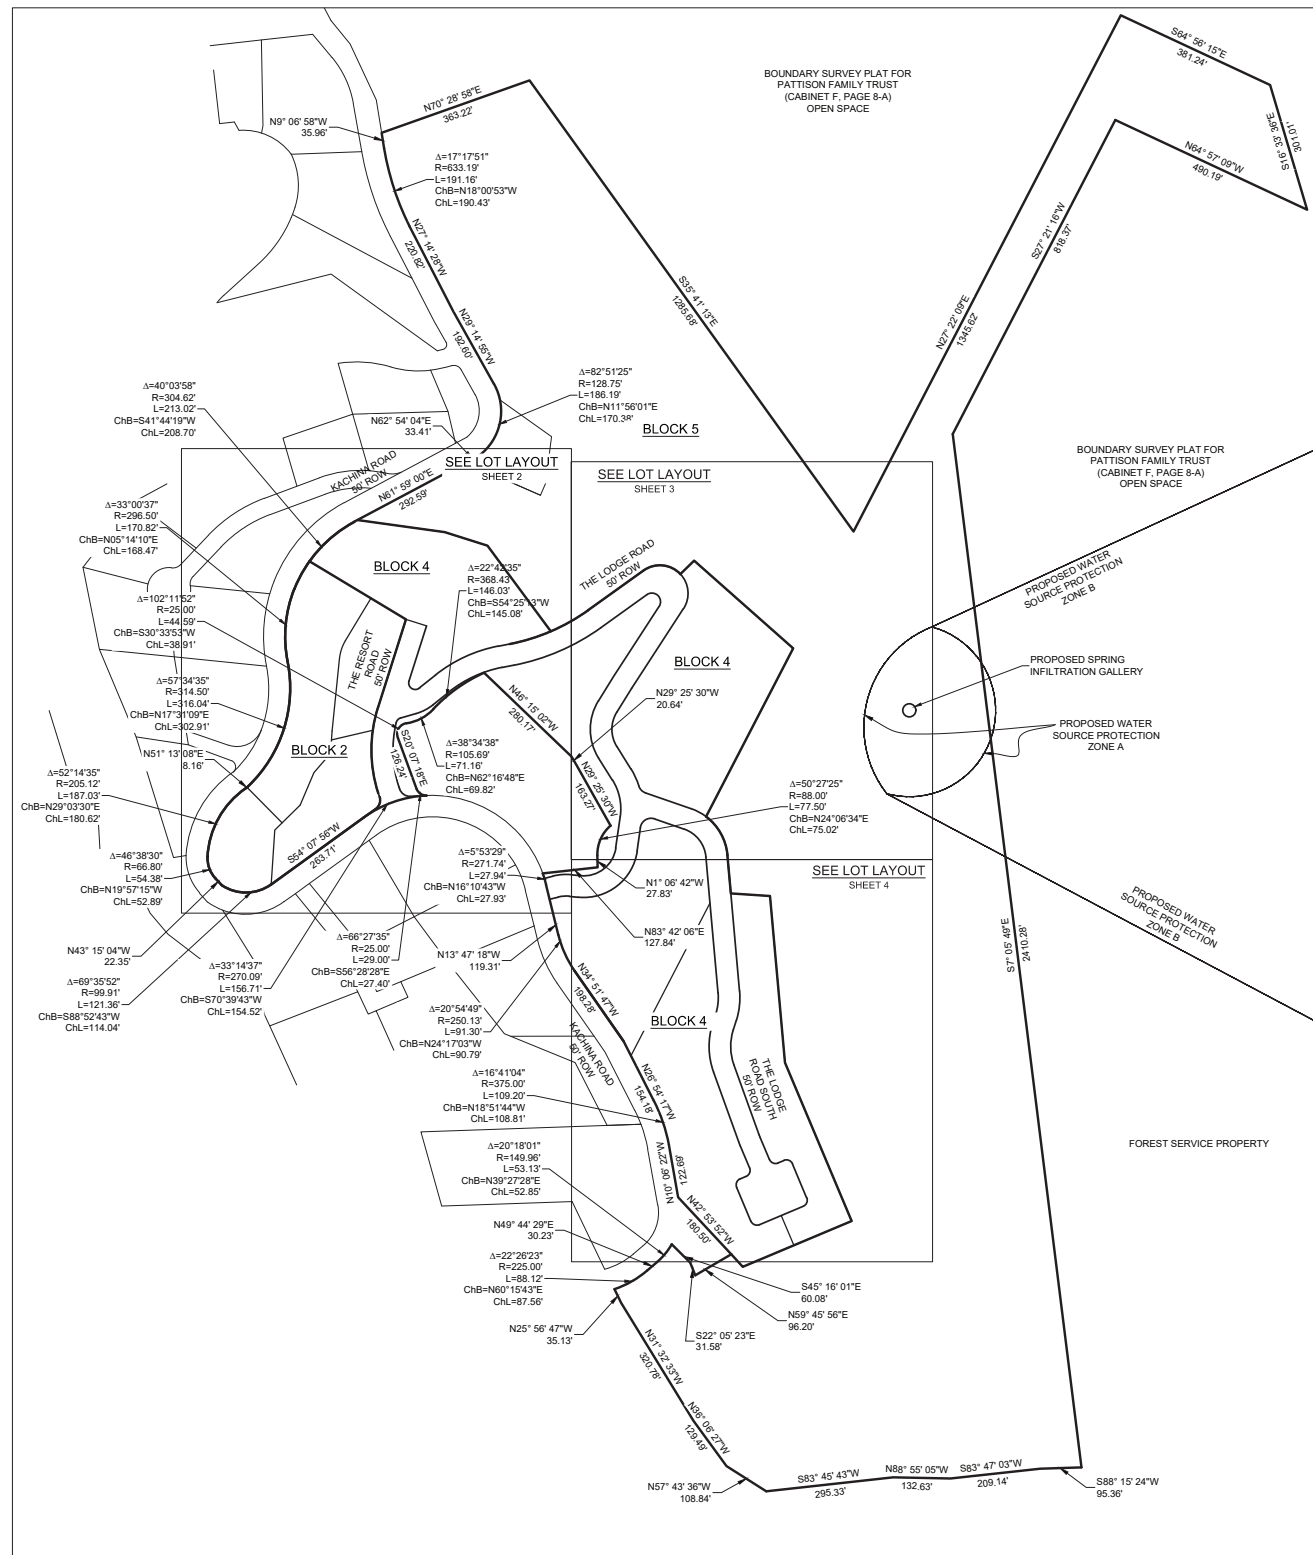 BOUNDARY SURVEY PLAT FOR
PATTISON FAMILY TRUST
(CABINET F, PAGE 8-A)
OPEN SPACE
S64° 56' 15"E
381.24'
S16° 33' 36"E
301.01'
N64° 57' 09"W
490.19'
S27° 21' 16"W
818.37'
N27° 22' 09"E
1345.62'
N70° 28' 58"E
363.22'
N9° 06' 58"W
35.96'
Δ=17°17'51"
R=633.19'
L=191.16'
ChB=N18°00'53"W
ChL=190.43'
N27° 14' 28"W
220.82'
S35° 41' 13"E
1285.68'
N29° 14' 55"W
192.60'
Δ=82°51'25"
R=128.75'
L=186.19'
ChB=N11°56'01"E
ChL=170.38'
Δ=40°03'58"
R=304.62'
L=213.02'
ChB=S41°44'19"W
ChL=208.70'
N62° 54' 04"E
33.41'
BLOCK 5
SEE LOT LAYOUT
SHEET 2
SEE LOT LAYOUT
SHEET 3
KACHINA ROAD
50' ROW
N61° 59' 00"E
292.59'
BOUNDARY SURVEY PLAT FOR
PATTISON FAMILY TRUST
(CABINET F, PAGE 8-A)
OPEN SPACE
Δ=33°00'37"
R=296.50'
L=170.82'
ChB=N05°14'10"E
ChL=168.47'
BLOCK 4
Δ=22°42'35"
R=368.43'
L=146.03'
ChB=S54°25'13"W
ChL=145.08'
THE LODGE ROAD
50' ROW
PROPOSED WATER
SOURCE PROTECTION
ZONE B
Δ=102°11'52"
R=25.00'
L=44.59'
ChB=S30°33'53"W
ChL=38.91'
THE RESORT
ROAD
50' ROW
BLOCK 4
PROPOSED SPRING
INFILTRATION GALLERY
Δ=57°34'35"
R=314.50'
L=316.04'
ChB=N17°31'09"E
ChL=302.91'
N46° 15' 02"W
280.17'
N29° 25' 30"W
20.64'
PROPOSED WATER
SOURCE PROTECTION
ZONE A
N51° 13' 08"E
8.16'
BLOCK 2
S20° 07' 18"E
126.24'
Δ=38°34'38"
R=105.69'
L=71.16'
ChB=N62°16'48"E
ChL=69.82'
N29° 25' 30"W
163.27'
Δ=50°27'25"
R=88.00'
L=77.50'
ChB=N24°06'34"E
ChL=75.02'
Δ=52°14'35"
R=205.12'
L=187.03'
ChB=N29°03'30"E
ChL=180.62'
S54° 07' 56"W
263.71'
Δ=46°38'30"
R=66.80'
L=54.38'
ChB=N19°57'15"W
ChL=52.89'
Δ=5°53'29"
R=271.74'
L=27.94'
ChB=N16°10'43"W
ChL=27.93'
SEE LOT LAYOUT
SHEET 4
N1° 06' 42"W
27.83'
PROPOSED WATER
SOURCE PROTECTION
ZONE B
N83° 42' 06"E
127.84'
N43° 15' 04"W
22.35'
Δ=66°27'35"
R=25.00'
L=29.00'
ChB=S56°28'28"E
ChL=27.40'
N13° 47' 18"W
119.31'
S7° 05' 49"E
2410.28'
Δ=33°14'37"
R=270.09'
L=156.71'
ChB=S70°39'43"W
ChL=154.52'
Δ=69°35'52"
R=99.91'
L=121.36'
ChB=S88°52'43"W
ChL=114.04'
N34° 51' 47"W
198.28'
Δ=20°54'49"
R=250.13'
L=91.30'
ChB=N24°17'03"W
ChL=90.79'
BLOCK 4
KACHINA ROAD
50' ROW
Δ=16°41'04"
R=375.00'
L=109.20'
ChB=N18°51'44"W
ChL=108.81'
N26° 54' 17"W
154.18'
THE LODGE
ROAD SOUTH
50' ROW
FOREST SERVICE PROPERTY
Δ=20°18'01"
R=149.96'
L=53.13'
ChB=N39°27'28"E
ChL=52.85'
N10° 06' 22"W
122.69'
N42° 53' 52"W
180.50'
N49° 44' 29"E
30.23'
Δ=22°26'23"
R=225.00'
L=88.12'
ChB=N60°15'43"E
ChL=87.56'
S45° 16' 01"E
60.08'
N59° 45' 56"E
96.20'
N25° 56' 47"W
35.13'
S22° 05' 23"E
31.58'
N31° 32' 33"W
320.78'
N36° 06' 27"W
129.49'
N57° 43' 36"W
108.84'
S83° 45' 43"W
295.33'
N88° 55' 05"W
132.63'
S83° 47' 03"W
209.14'
S88° 15' 24"W
95.36'